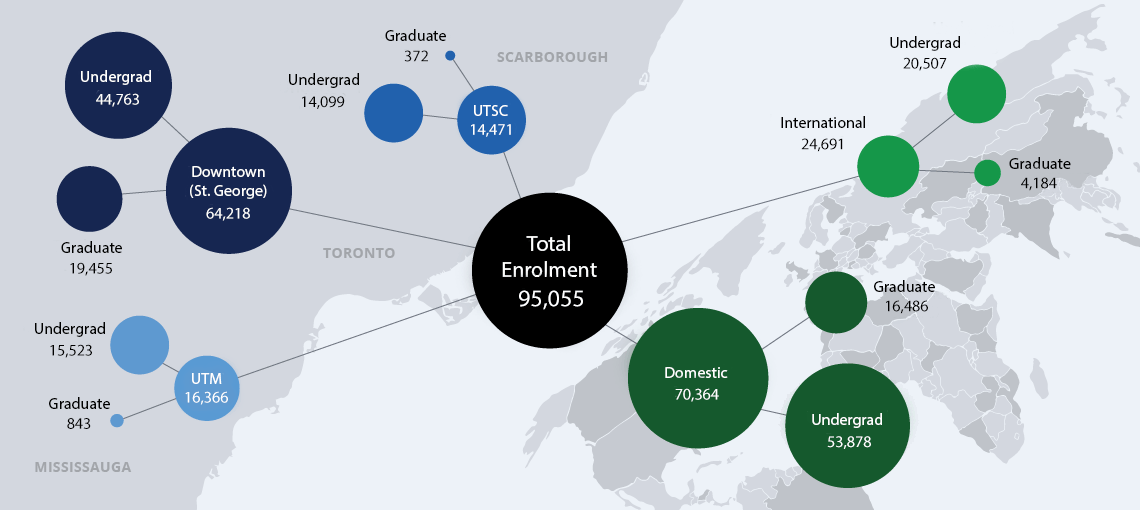 Undergrad
44,763
Downtown
(St. George)
64,218
Graduate
19,455
Graduate
372
SCARBOROUGH
Undergrad
14,099
UTSC
14,471
TORONTO
Undergrad
15,523
UTM
16,366
Graduate
843
MISSISSAUGA
Total
Enrolment
95,055
Undergrad
20,507
International
24,691
Graduate
4,184
Graduate
16,486
Domestic
70,364
Undergrad
53,878